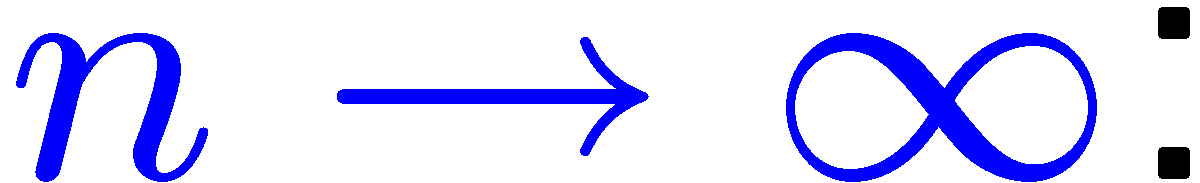 n → ∞: